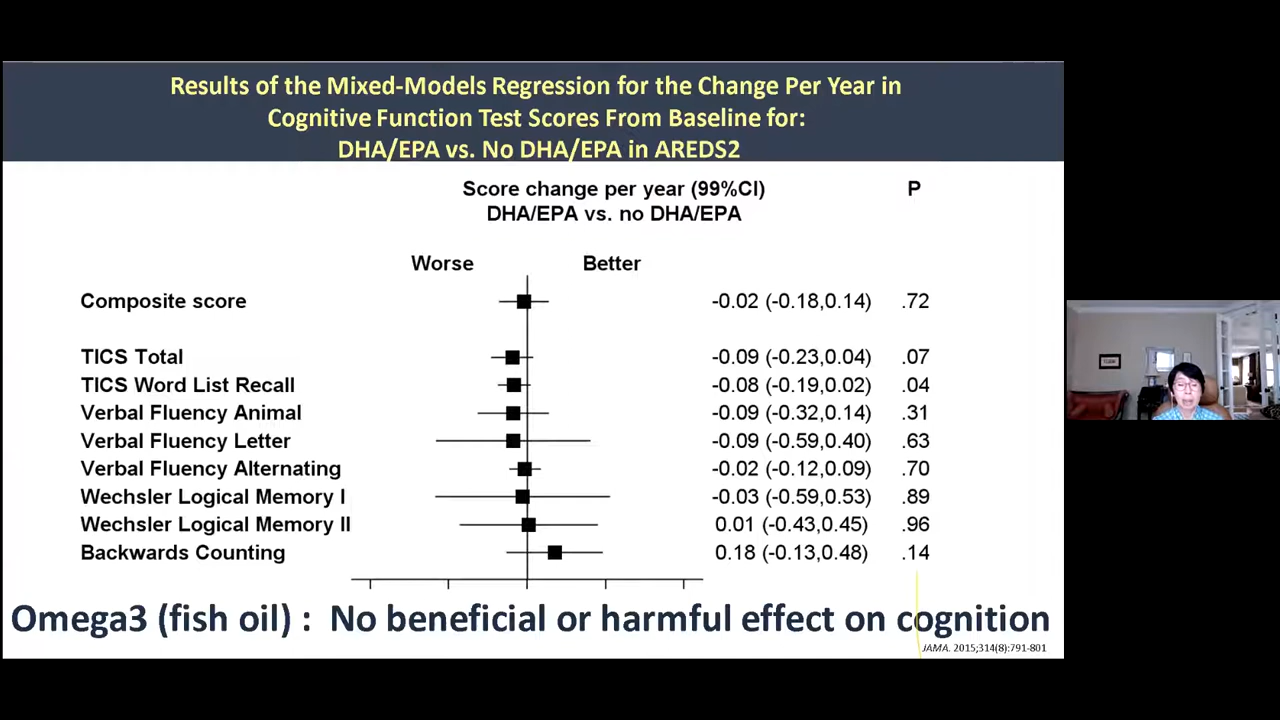 Results of the Mixed-Models Regression for the Change Per Year in
Cognitive Function Test Scores From Baseline for:
DHA/EPA vs. No DHA/EPA in AREDS2
Score change per year (99%CI) P
DHA/EPA vs. no DHA/EPA
Worse Better
Composite score -0.02 (-0.18,0.14) .72
TICS Total -0.09 (-0.23,0.04) .07
TICS Word List Recall -0.08 (-0.19,0.02) .04
Verbal Fluency Animal -0.09 (-0.32,0.14) .31
Verbal Fluency Letter -0.09 (-0.59,0.40) .63
Verbal Fluency Alternating -0.02 (-0.12,0.09) .70
Wechsler Logical Memory I -0.03 (-0.59,0.53) .89
Wechsler Logical Memory II 0.01 (-0.43,0.45) .96
Backwards Counting 0.18 (-0.13,0.48) .14
Omega3 (fish oil) : No beneficial or harmful effect on cognition
JAMA. 2015;314(8):791-801